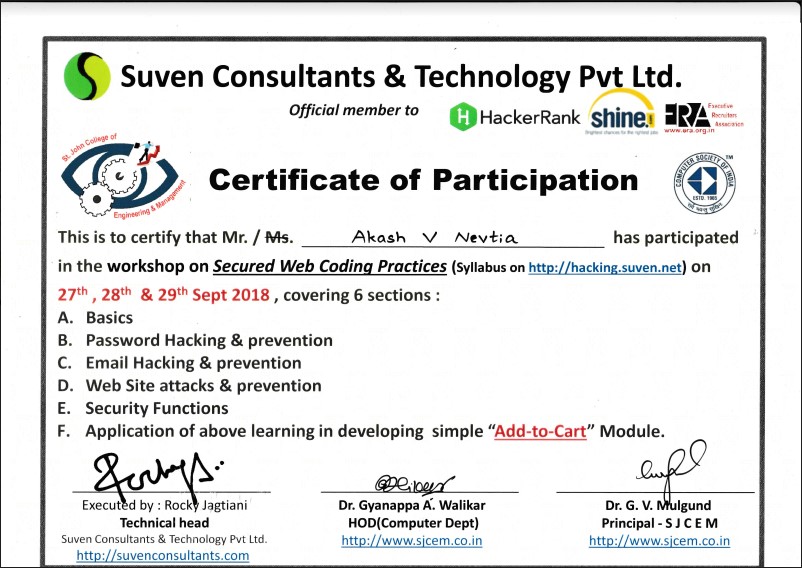 Suven Consultants & Technology Pvt Ltd.
Official member to
HackerRank
shine
Brightest chances for the rightest jobs
ERA
Executive
Recruiters
Association
www.era.org.in
St. John College of
Engineering & Management
Certificate of Participation
COMPUTER SOCIETY OF INDIA
TM
ESTD. 1965
This is to certify that Mr. / Ms. Akash V Nevtia has participated
in the workshop on Secured Web Coding Practices (Syllabus on http://hacking.suven.net) on
27th , 28th & 29th Sept 2018 , covering 6 sections :
A. Basics
B. Password Hacking & prevention
C. Email Hacking & prevention
D. Web Site attacks & prevention
E. Security Functions
F. Application of above learning in developing simple “Add-to-Cart” Module.
Executed by : Rocky Jagtiani
Technical head
Suven Consultants & Technology Pvt Ltd.
http://suvenconsultants.com
Dr. Gyanappa A. Walikar
HOD(Computer Dept)
http://www.sjcem.co.in
Dr. G. V. Mulgund
Principal - S J C E M
http://www.sjcem.co.in